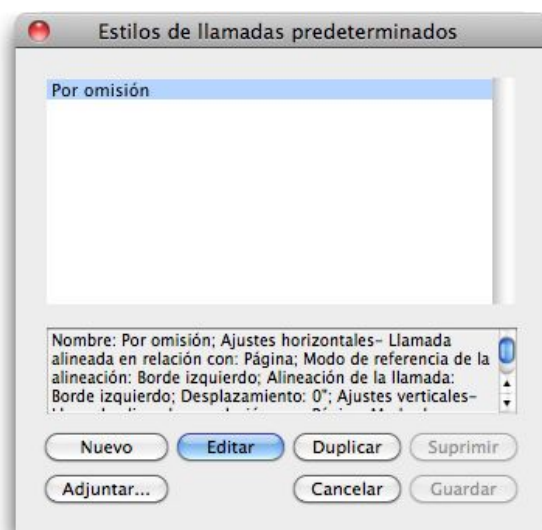 Estilos de llamadas predeterminados
Por omisión
Nombre: Por omisión; Ajustes horizontales– Llamada
alineada en relación con: Página; Modo de referencia de la
alineación: Borde izquierdo; Alineación de la llamada:
Borde izquierdo; Desplazamiento: 0"; Ajustes verticales–
Nuevo Editar Duplicar Suprimir
Adjuntar... Cancelar Guardar